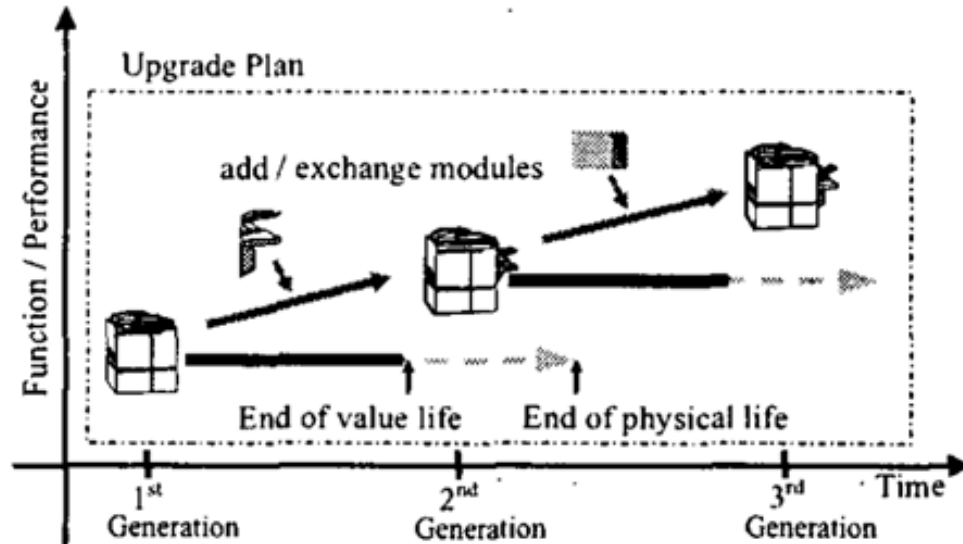 Upgrade Plan
add / exchange modules
Function / Performance
End of value life
End of physical life
1st
Generation
2nd
Generation
3rd
Generation
Time